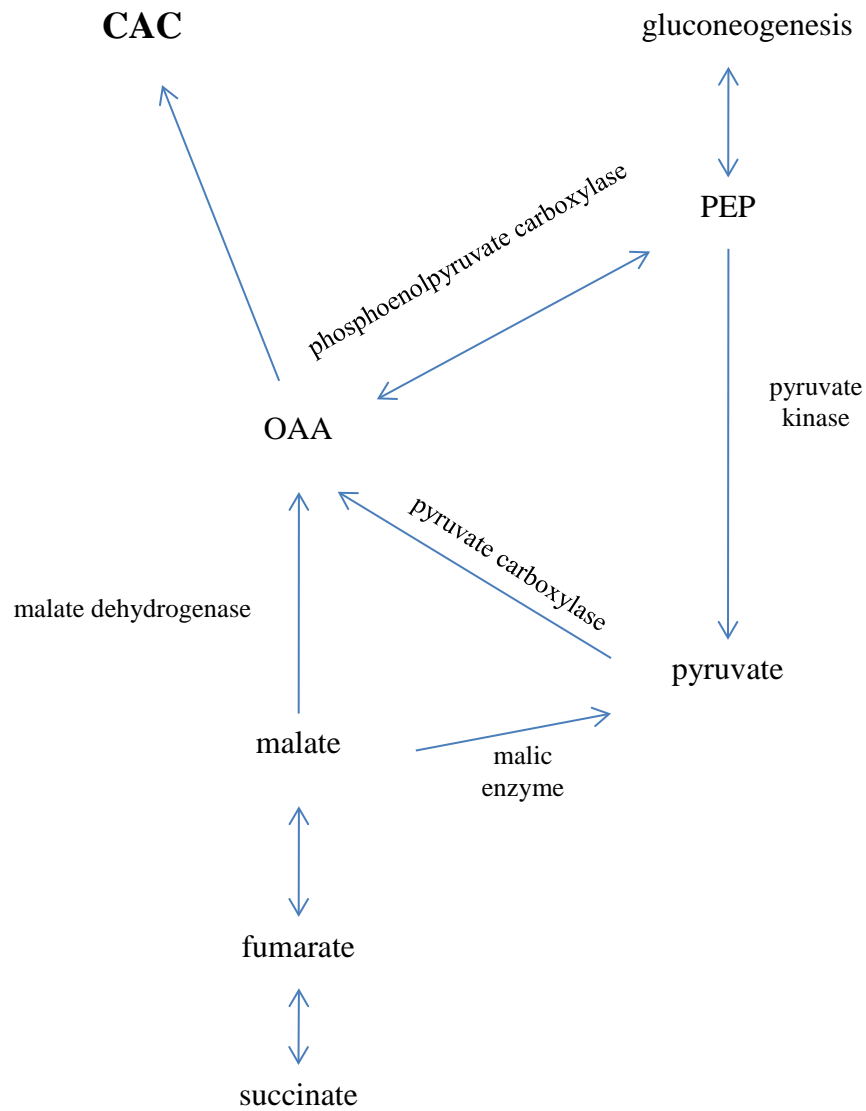 CAC
gluconeogenesis
PEP
phosphoenolpyruvate carboxylase
pyruvate
kinase
OAA
pyruvate carboxylase
malate dehydrogenase
pyruvate
malate
malic
enzyme
fumarate
succinate